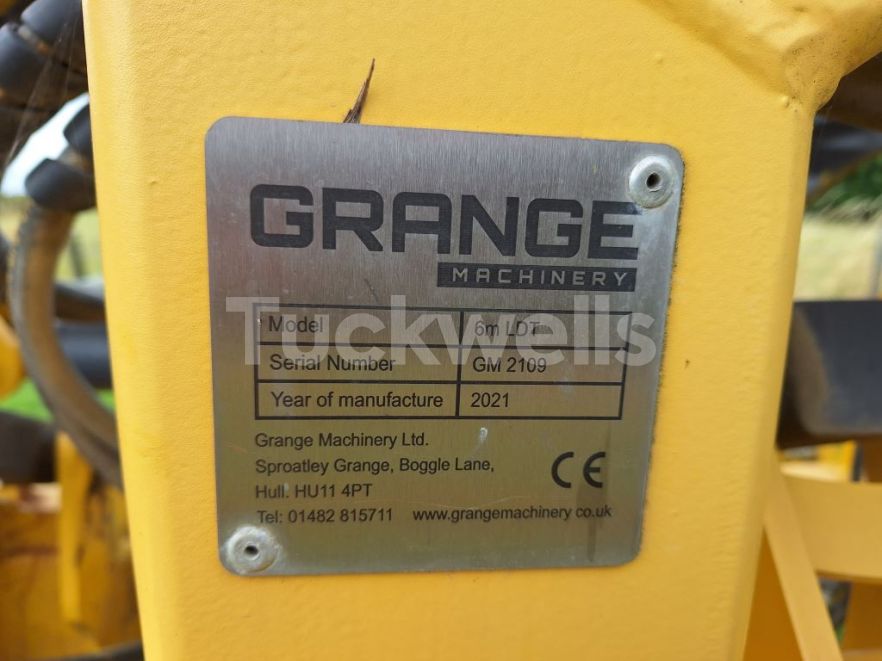 GRANGE
MACHINERY
Tuckwells
Model 6m LDT
Serial Number GM 2109
Year of manufacture 2021
Grange Machinery Ltd.
Sproatley Grange, Boggle Lane,
Hull. HU11 4PT
CE
Tel: 01482 815711 www.grangemachinery.co.uk